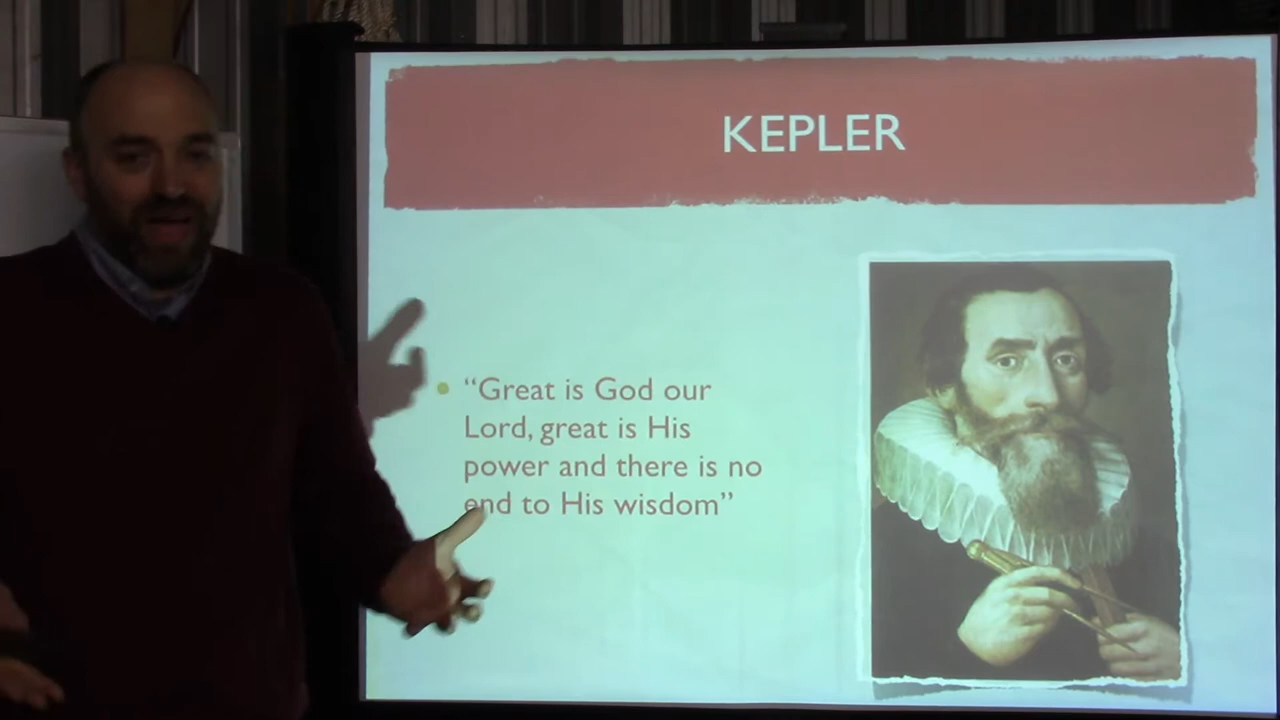 KEPLER
“Great is God our
Lord, great is His
power and there is no
end to His wisdom”